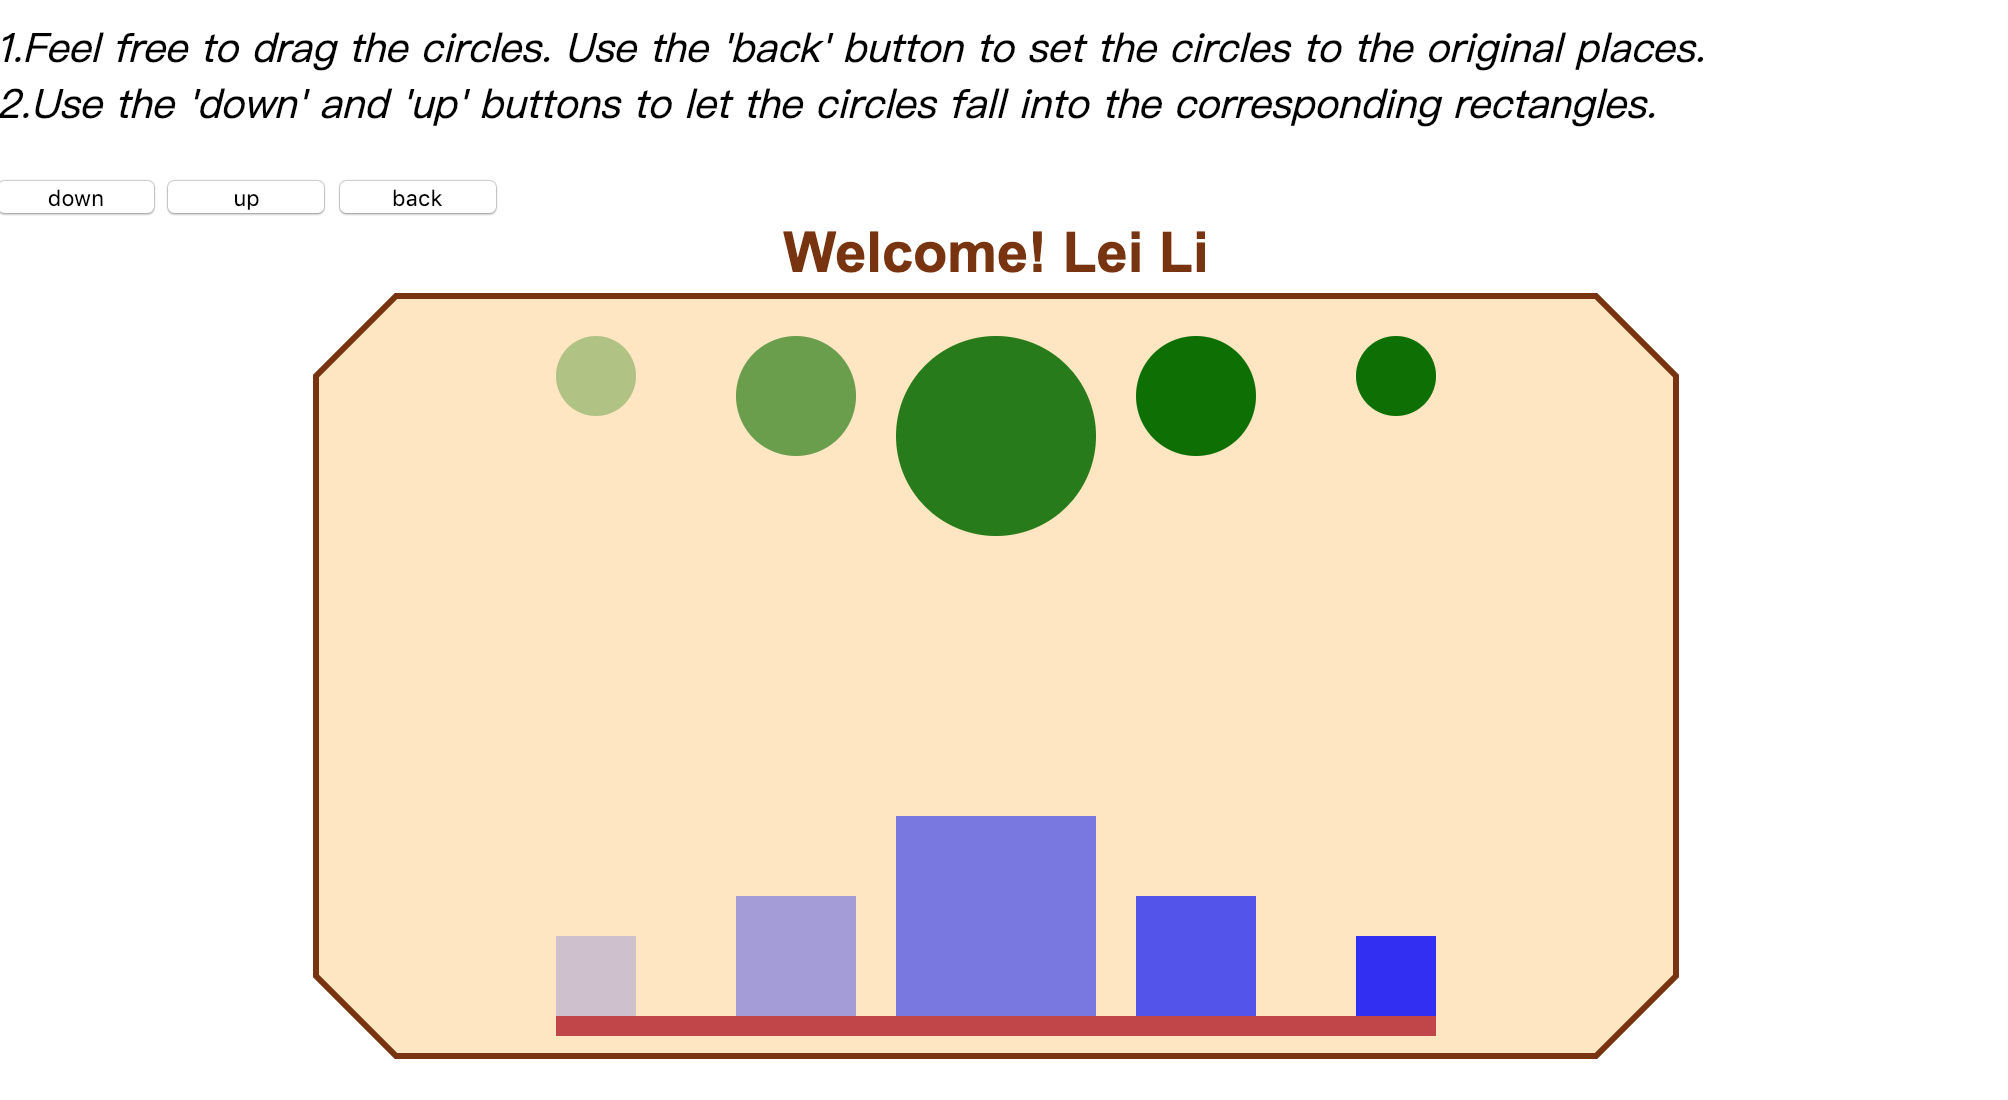 1.Feel free to drag the circles. Use the 'back' button to set the circles to the original places.
2.Use the 'down' and 'up' buttons to let the circles fall into the corresponding rectangles.
down up back
Welcome! Lei Li